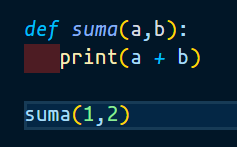 def suma(a,b):
   print(a + b)

suma(1,2)